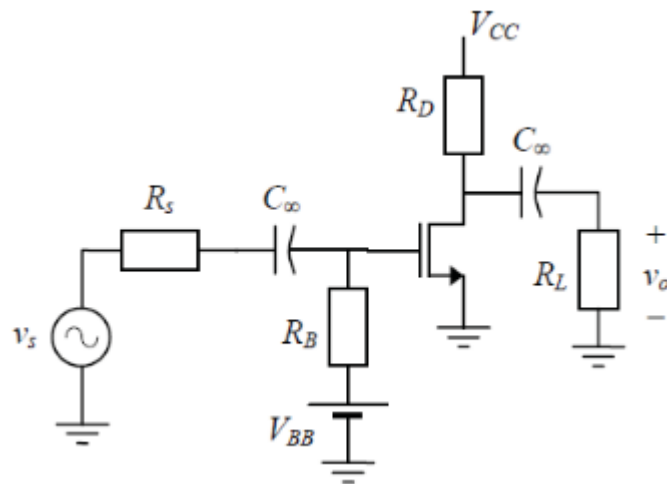 V_CC
R_D
C_∞
R_s
C_∞
+
R_L
v_o
−
v_s
R_B
V_BB